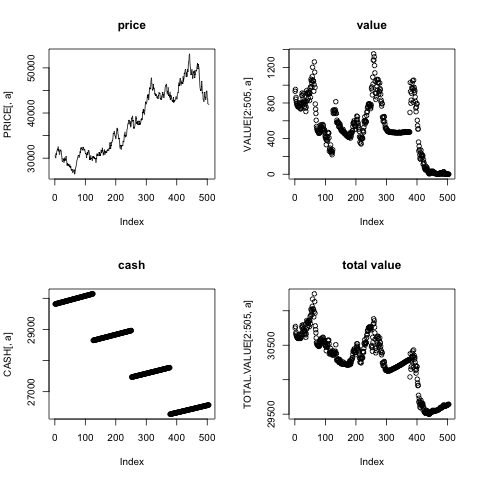 price
PRICE[, a]
30000
40000
50000
0 100 200 300 400 500
Index
value
VALUE[2:505, a]
0
400
800
1200
0 100 200 300 400 500
Index
cash
CASH[, a]
27000
29000
0 100 200 300 400 500
Index
total value
TOTAL.VALUE[2:505, a]
29500
30500
0 100 200 300 400 500
Index